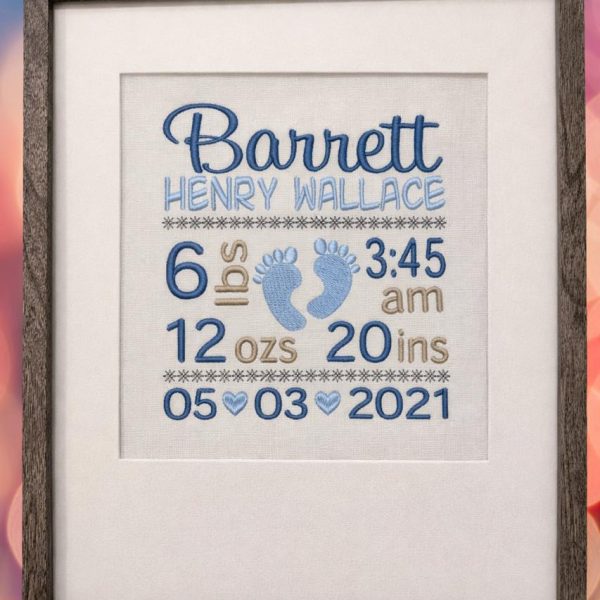 Barrett
HENRY WALLACE
6 lbs 3:45 am
12 ozs 20 ins
05 03 2021